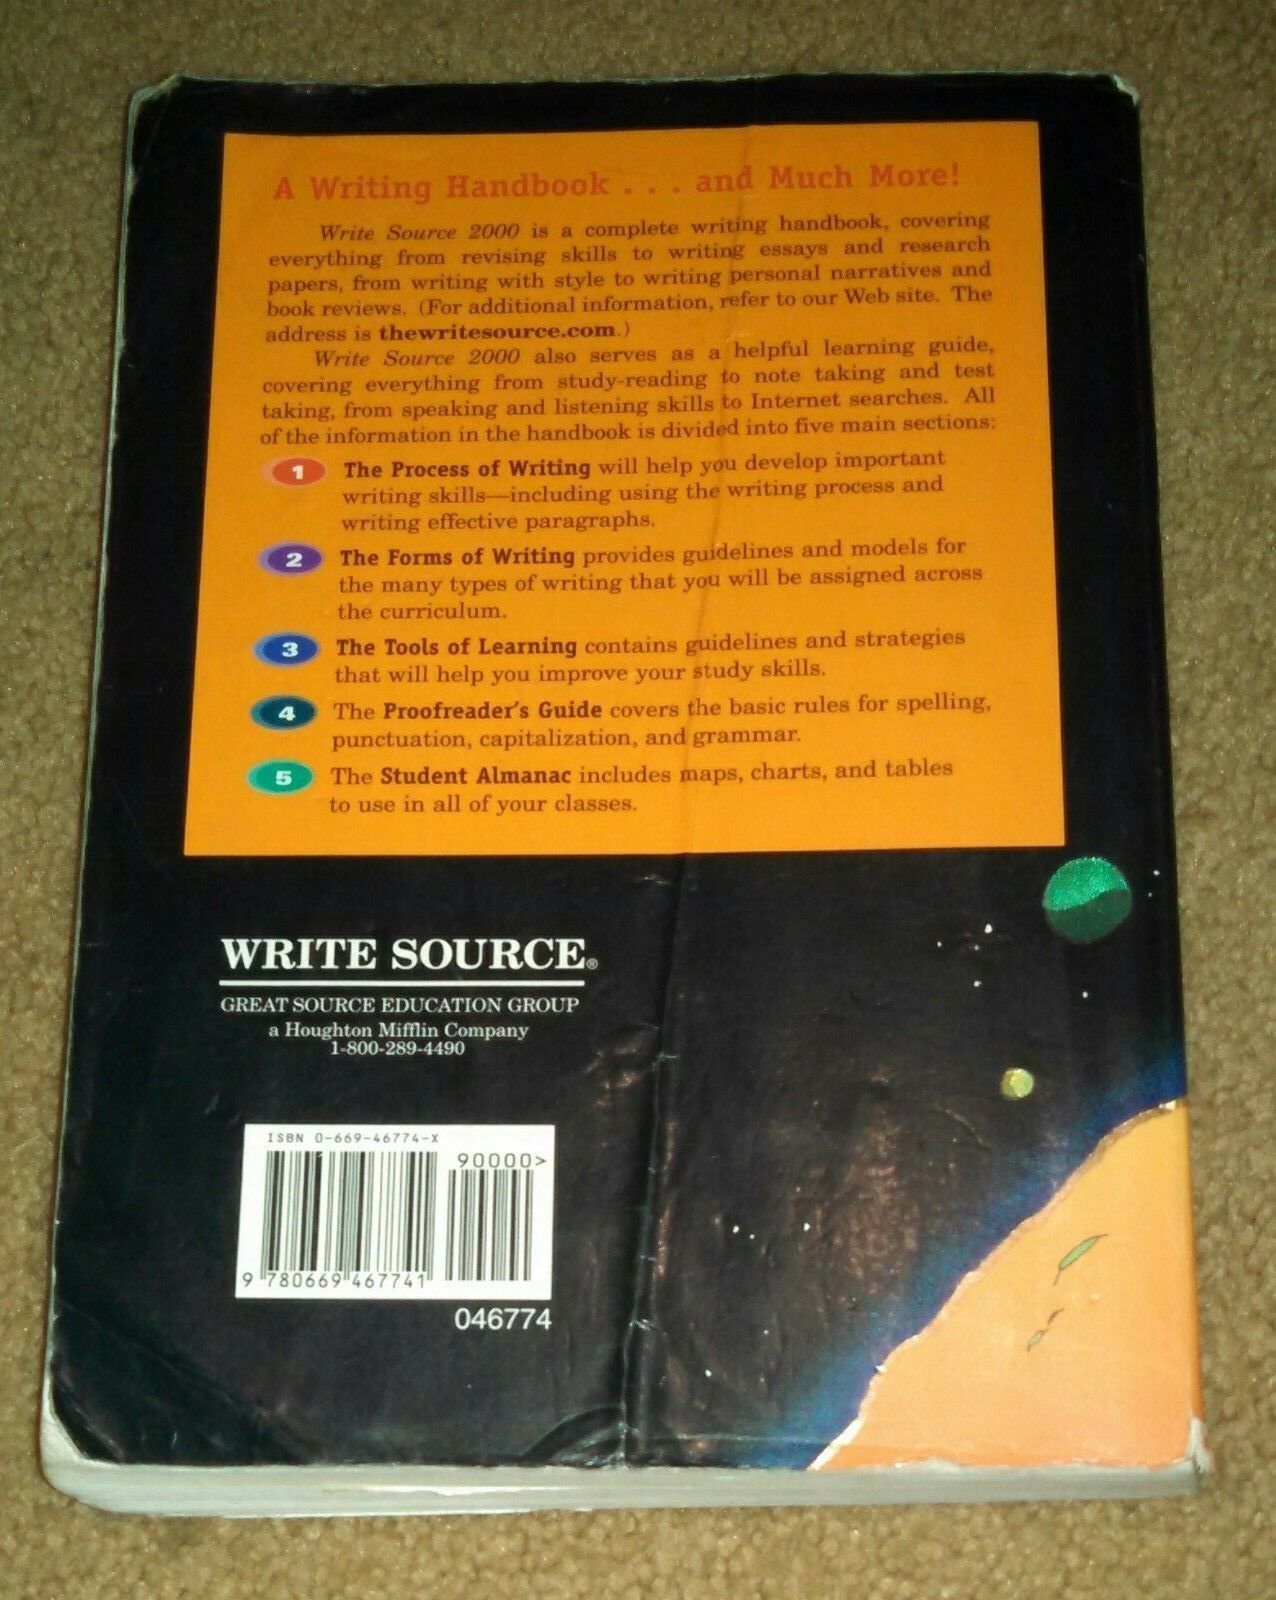 A Writing Handbook . . . and Much More!
Write Source 2000 is a complete writing handbook, covering
everything from revising skills to writing essays and research
papers, from writing with style to writing personal narratives and
book reviews. (For additional information, refer to our Web site. The
address is thewritesource.com.)
Write Source 2000 also serves as a helpful learning guide,
covering everything from study-reading to note taking and test
taking, from speaking and listening skills to Internet searches. All
of the information in the handbook is divided into five main sections:
1 The Process of Writing will help you develop important
writing skills—including using the writing process and
writing effective paragraphs.
2 The Forms of Writing provides guidelines and models for
the many types of writing that you will be assigned across
the curriculum.
3 The Tools of Learning contains guidelines and strategies
that will help you improve your study skills.
4 The Proofreader's Guide covers the basic rules for spelling,
punctuation, capitalization, and grammar.
5 The Student Almanac includes maps, charts, and tables
to use in all of your classes.
WRITE SOURCE®
GREAT SOURCE EDUCATION GROUP
a Houghton Mifflin Company
1-800-289-4490
ISBN 0-669-46774-X
90000>
9 780669 467741
046774